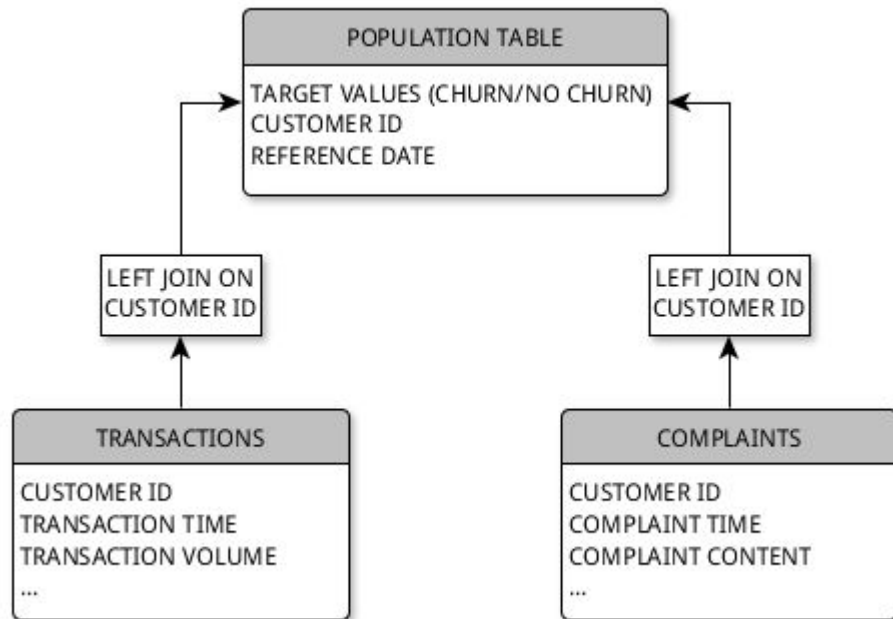 POPULATION TABLE
TARGET VALUES (CHURN/NO CHURN)
CUSTOMER ID
REFERENCE DATE
LEFT JOIN ON
CUSTOMER ID
LEFT JOIN ON
CUSTOMER ID
TRANSACTIONS
CUSTOMER ID
TRANSACTION TIME
TRANSACTION VOLUME
...
COMPLAINTS
CUSTOMER ID
COMPLAINT TIME
COMPLAINT CONTENT
...